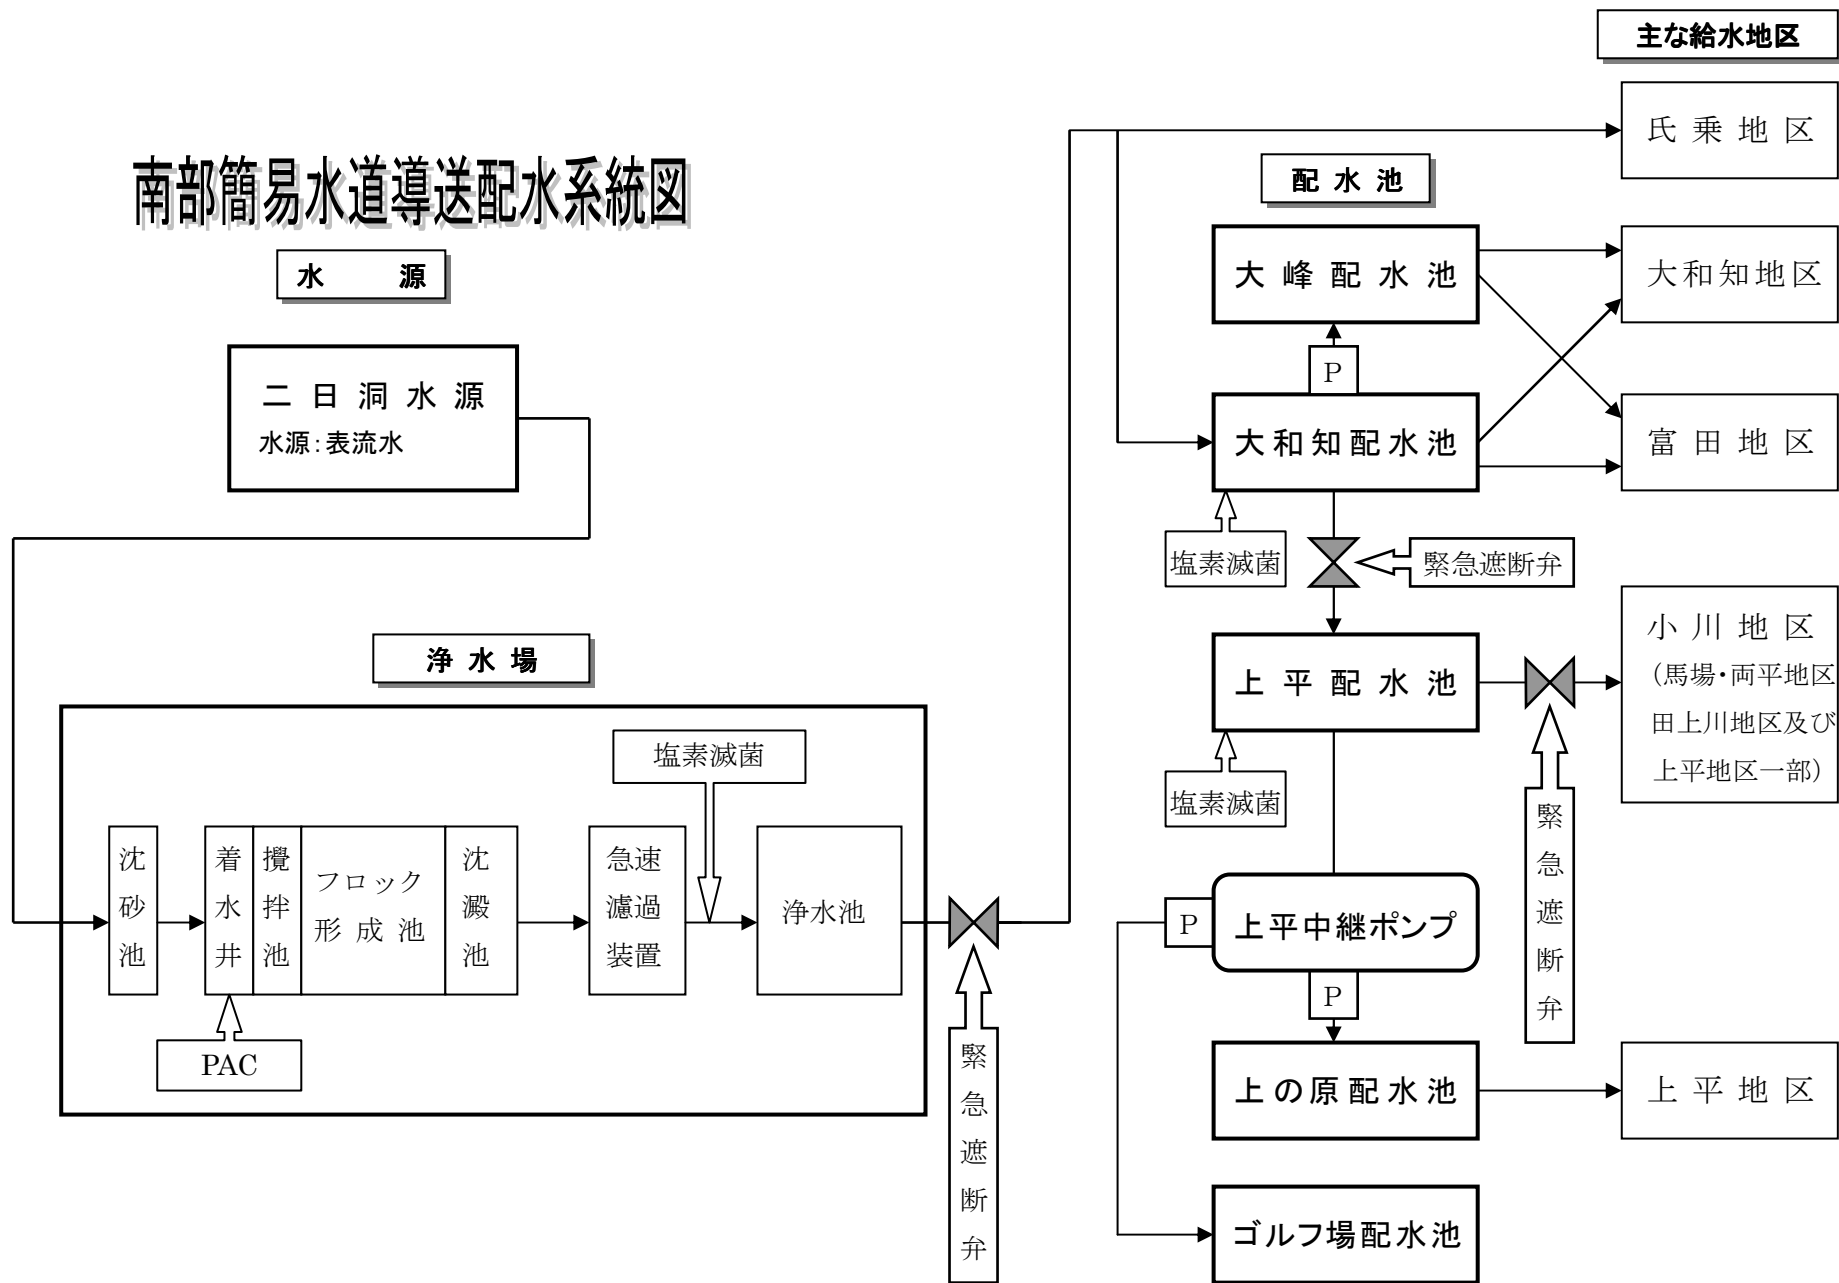 南部簡易水道導送配水系統図
水 源
二日洞水源
水源:表流水
浄水場
塩素滅菌
沈砂池
着水井
攪拌池
フロック
形成池
沈澱池
急速
濾過
装置
浄水池
PAC
緊急遮断弁
配水池
大峰配水池
P
大和知配水池
塩素滅菌
緊急遮断弁
上平配水池
塩素滅菌
緊急遮断弁
P
上平中継ポンプ
P
上の原配水池
ゴルフ場配水池
主な給水地区
氏乗地区
大和知地区
富田地区
小川地区
(馬場・両平地区
田上川地区及び
上平地区一部)
上平地区